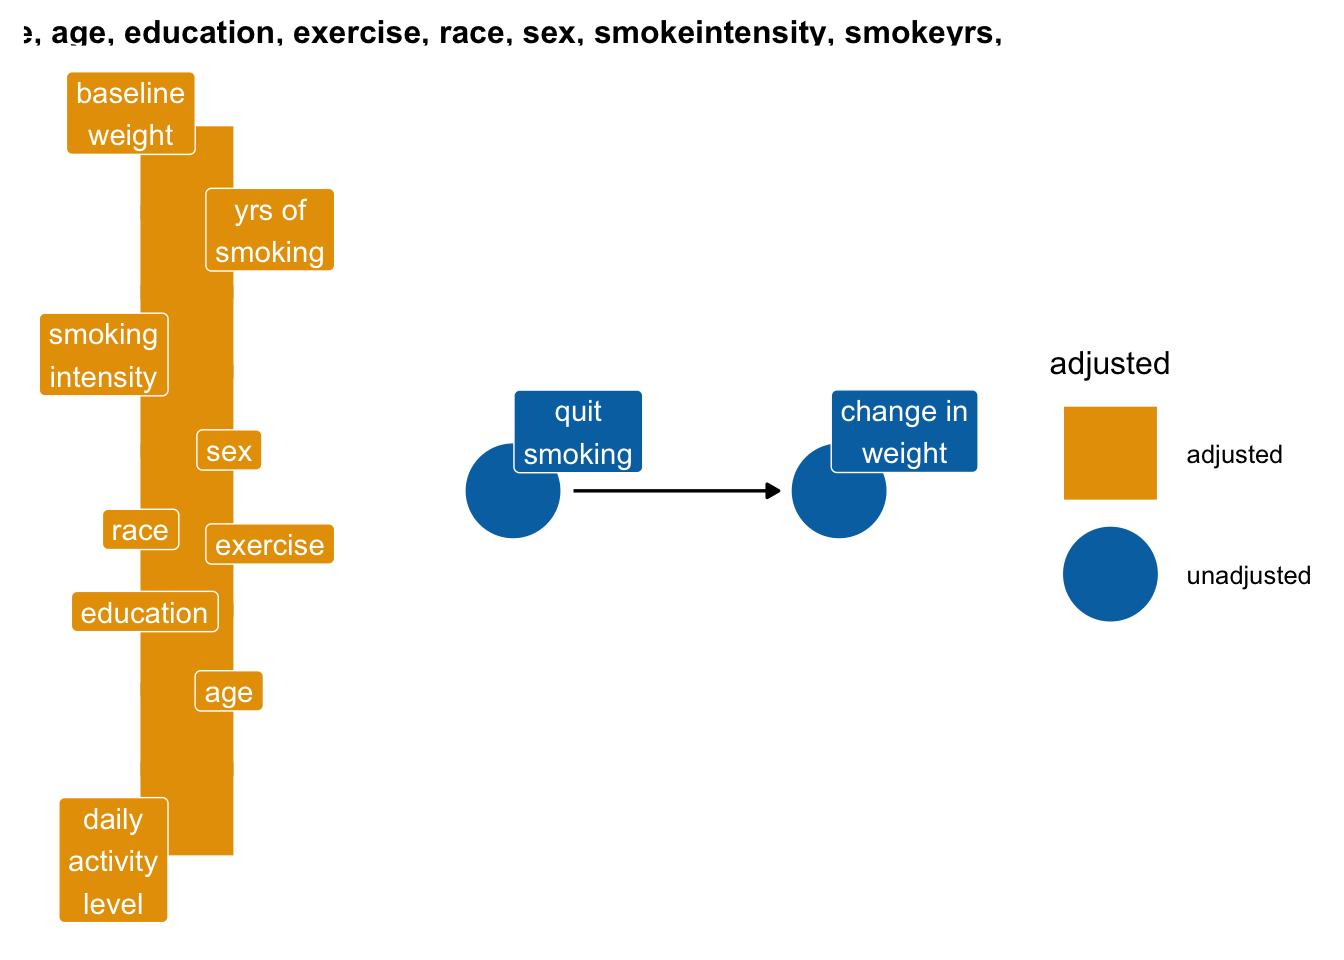 age, education, exercise, race, sex, smokeintensity, smokeyrs,
baseline
weight
yrs of
smoking
smoking
intensity
sex
race
exercise
education
age
daily
activity
level
quit
smoking
change in
weight
adjusted
adjusted
unadjusted